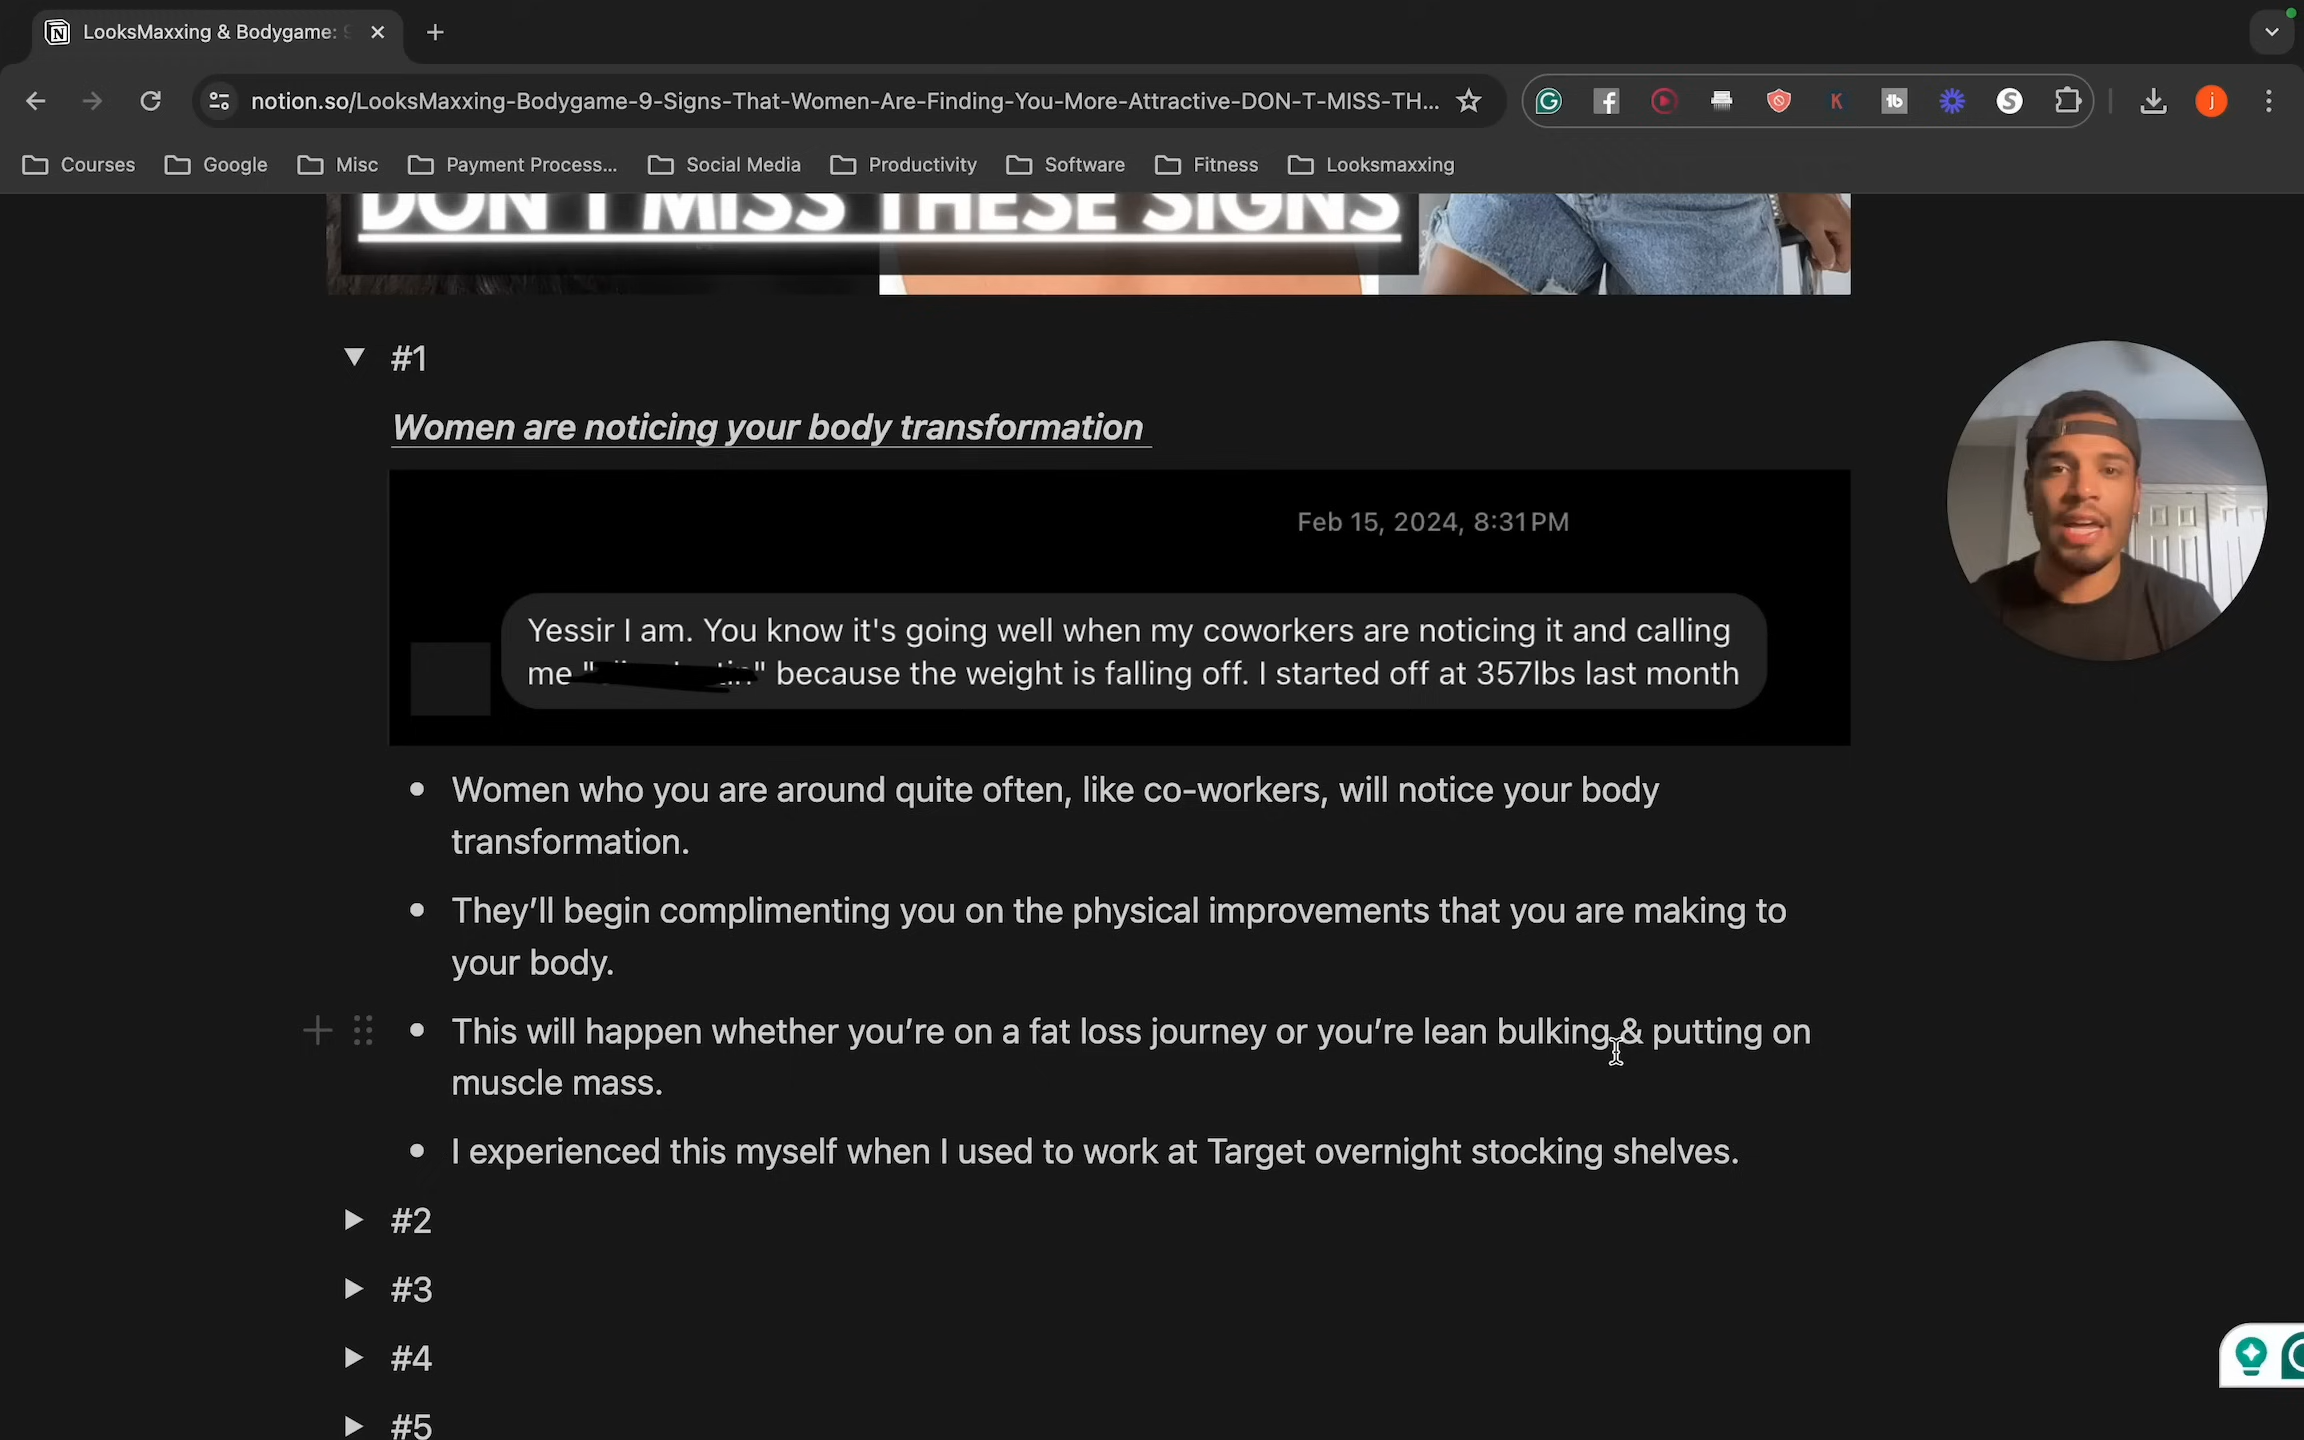 LooksMaxxing & Bodygame: 9
notion.so/LooksMaxxing-Bodygame-9-Signs-That-Women-Are-Finding-You-More-Attractive-DON-T-MISS-TH...
j
Courses
Google
Misc
Payment Process...
Social Media
Productivity
Software
Fitness
Looksmaxxing
DON'T MISS THESE SIGNS
#1
Women are noticing your body transformation
Feb 15, 2024, 8:31 PM
Yessir I am. You know it's going well when my coworkers are noticing it and calling
me " " because the weight is falling off. I started off at 357lbs last month
• Women who you are around quite often, like co-workers, will notice your body
transformation.
• They’ll begin complimenting you on the physical improvements that you are making to
your body.
• This will happen whether you’re on a fat loss journey or you’re lean bulking & putting on
muscle mass.
• I experienced this myself when I used to work at Target overnight stocking shelves.
#2
#3
#4
#5